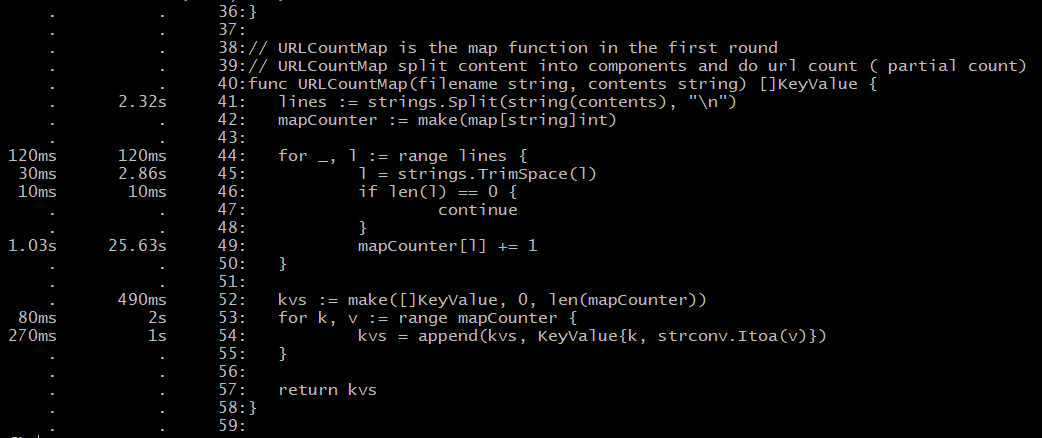 . . 36:}
. . 37:
. . 38:// URLCountMap is the map function in the first round
. . 39:// URLCountMap split content into components and do url count ( partial count)
. . 40:func URLCountMap(filename string, contents string) []KeyValue {
. 2.32s 41: lines := strings.Split(string(contents), "\n")
. . 42: mapCounter := make(map[string]int)
. . 43:
120ms 120ms 44: for _, l := range lines {
30ms 2.86s 45: l = strings.TrimSpace(l)
10ms 10ms 46: if len(l) == 0 {
. . 47: continue
. . 48: }
1.03s 25.63s 49: mapCounter[l] += 1
. . 50: }
. . 51:
. 490ms 52: kvs := make([]KeyValue, 0, len(mapCounter))
80ms 2s 53: for k, v := range mapCounter {
270ms 1s 54: kvs = append(kvs, KeyValue{k, strconv.Itoa(v)})
. . 55: }
. . 56:
. . 57: return kvs
. . 58:}
. . 59: